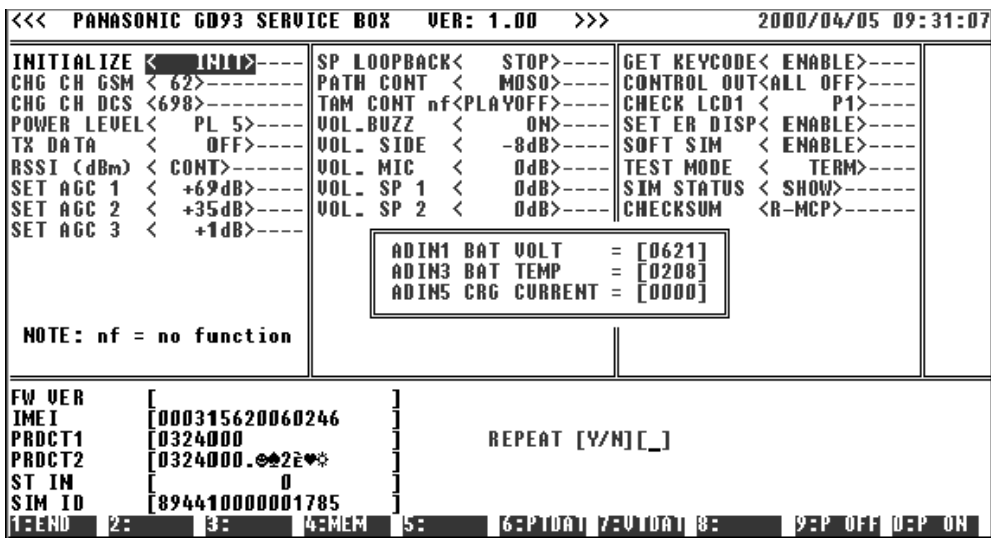 <<< PANASONIC GD93 SERVICE BOX VER: 1.00 >>> 2000/04/05 09:31:07
INITIALIZE < INIT>----
CHG CH GSM < 62>--------
CHG CH DCS <698>--------
POWER LEVEL< PL 5>----
TX DATA < OFF>----
RSSI (dBm) < CONT>------
SET AGC 1 < +69dB>----
SET AGC 2 < +35dB>----
SET AGC 3 < +1dB>----
NOTE: nf = no function
SP LOOPBACK< STOP>----
PATH CONT < MOSO>----
TAM CONT nf<PLAYOFF>----
VOL.BUZZ < ON>----
VOL. SIDE < -8dB>----
VOL. MIC < 0dB>----
VOL. SP 1 < 0dB>----
VOL. SP 2 < 0dB>----
GET KEYCODE< ENABLE>----
CONTROL OUT<ALL OFF>----
CHECK LCD1 < P1>----
SET ER DISP< ENABLE>----
SOFT SIM < ENABLE>----
TEST MODE < TERM>----
SIM STATUS < SHOW>------
CHECKSUM <R-MCP>------
ADIN1 BAT VOLT = [0621]
ADIN3 BAT TEMP = [0208]
ADIN5 CRG CURRENT = [0000]
FW VER [ ]
IMEI [000315620060246 ]
PRDCT1 [0324000 ]
PRDCT2 [0324000.☻♠2è♥☼ ]
ST IN [ 0 ]
SIM ID [894410000001785 ]
REPEAT [Y/N][_]
1:END 2: 3: 4:MEM 5: 6:PTDAT 7:VTDAT 8: 9:P OFF 0:P ON